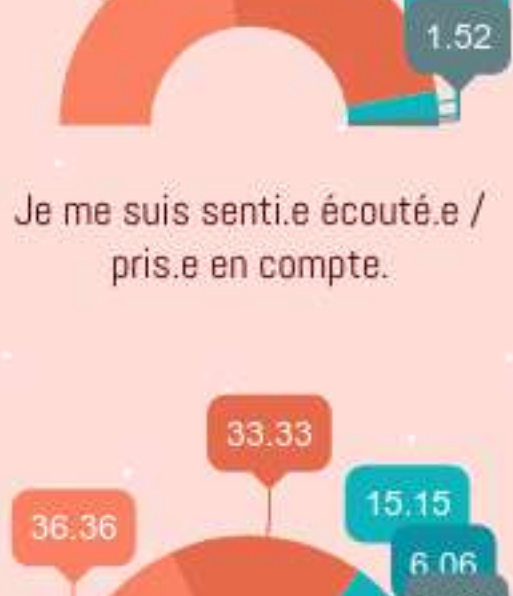 1.52
Je me suis senti.e écouté.e /
pris.e en compte.
33.33
15.15
36.36
6.06